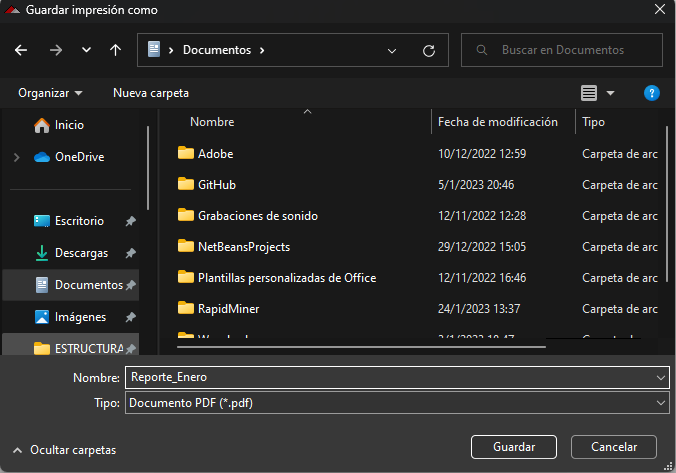 Guardar impresión como
Documentos
Buscar en Documentos
Organizar
Nueva carpeta
Inicio
OneDrive
Escritorio
Descargas
Documentos
Imágenes
ESTRUCTURA
Nombre Fecha de modificación Tipo
Adobe 10/12/2022 12:59 Carpeta de arc
GitHub 5/1/2023 20:46 Carpeta de arc
Grabaciones de sonido 12/11/2022 12:28 Carpeta de arc
NetBeansProjects 29/12/2022 15:05 Carpeta de arc
Plantillas personalizadas de Office 12/11/2022 16:46 Carpeta de arc
RapidMiner 24/1/2023 13:37 Carpeta de arc
Nombre: Reporte_Enero
Tipo: Documento PDF (*.pdf)
Ocultar carpetas
Guardar
Cancelar